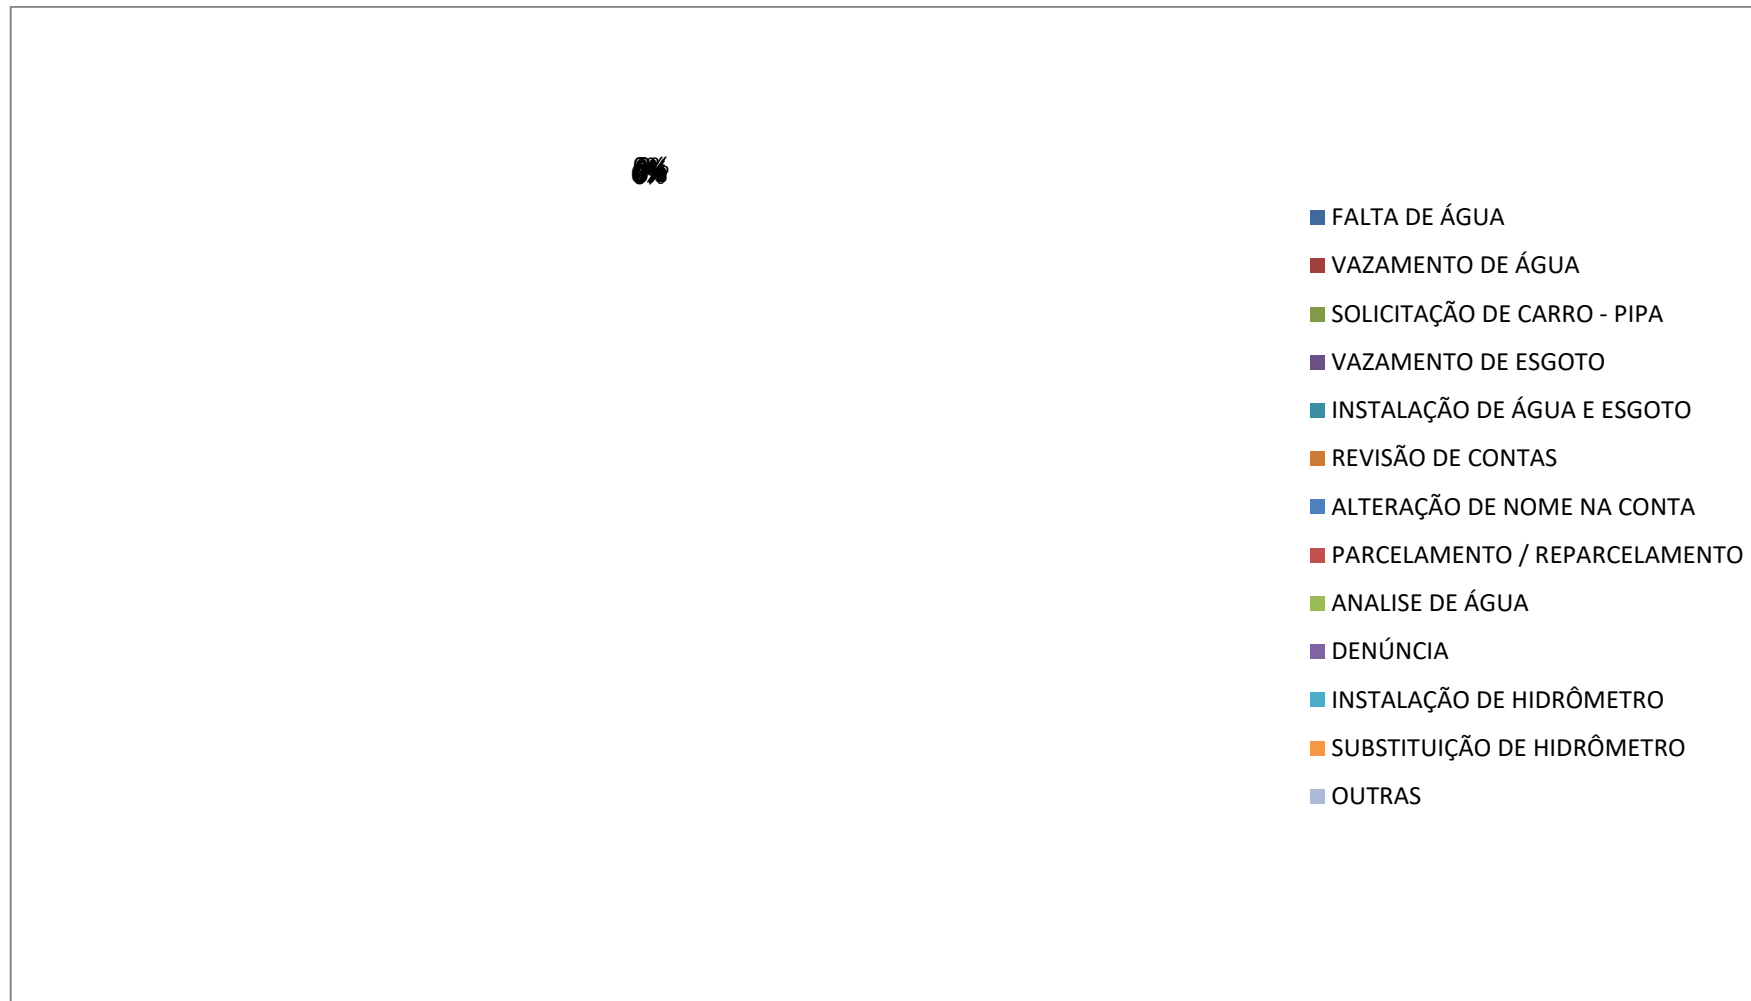 0%
FALTA DE ÁGUA
VAZAMENTO DE ÁGUA
SOLICITAÇÃO DE CARRO - PIPA
VAZAMENTO DE ESGOTO
INSTALAÇÃO DE ÁGUA E ESGOTO
REVISÃO DE CONTAS
ALTERAÇÃO DE NOME NA CONTA
PARCELAMENTO / REPARCELAMENTO
ANALISE DE ÁGUA
DENÚNCIA
INSTALAÇÃO DE HIDRÔMETRO
SUBSTITUIÇÃO DE HIDRÔMETRO
OUTRAS